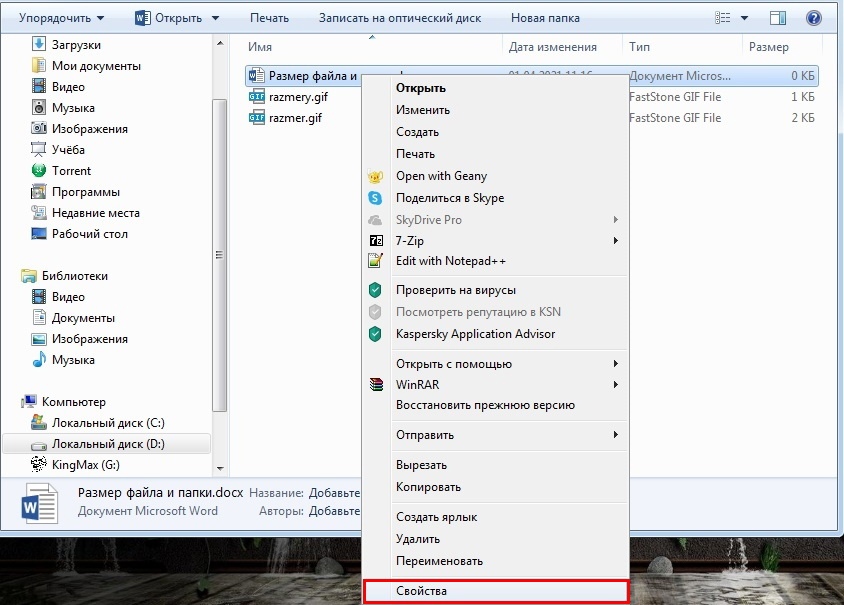 Упорядочить Открыть Печать Записать на оптический диск Новая папка
Имя Дата изменения Тип Размер
Загрузки
Мои документы
Видео
Музыка
Изображения
Учёба
Torrent
Программы
Недавние места
Рабочий стол
Библиотеки
Видео
Документы
Изображения
Музыка
Компьютер
Локальный диск (C:)
Локальный диск (D:)
KingMax (G:)
Размер файла и Документ Micros... 0 КБ
GIF razmery.gif FastStone GIF File 1 КБ
GIF razmer.gif FastStone GIF File 2 КБ
Открыть
Изменить
Создать
Печать
Open with Geany
Поделиться в Skype
SkyDrive Pro
7-Zip
Edit with Notepad++
Проверить на вирусы
Посмотреть репутацию в KSN
Kaspersky Application Advisor
Открыть с помощью
WinRAR
Восстановить прежнюю версию
Отправить
Вырезать
Копировать
Создать ярлык
Удалить
Переименовать
Свойства
Размер файла и папки.docx Название: Добавьте
Документ Microsoft Word Авторы: Добавьте